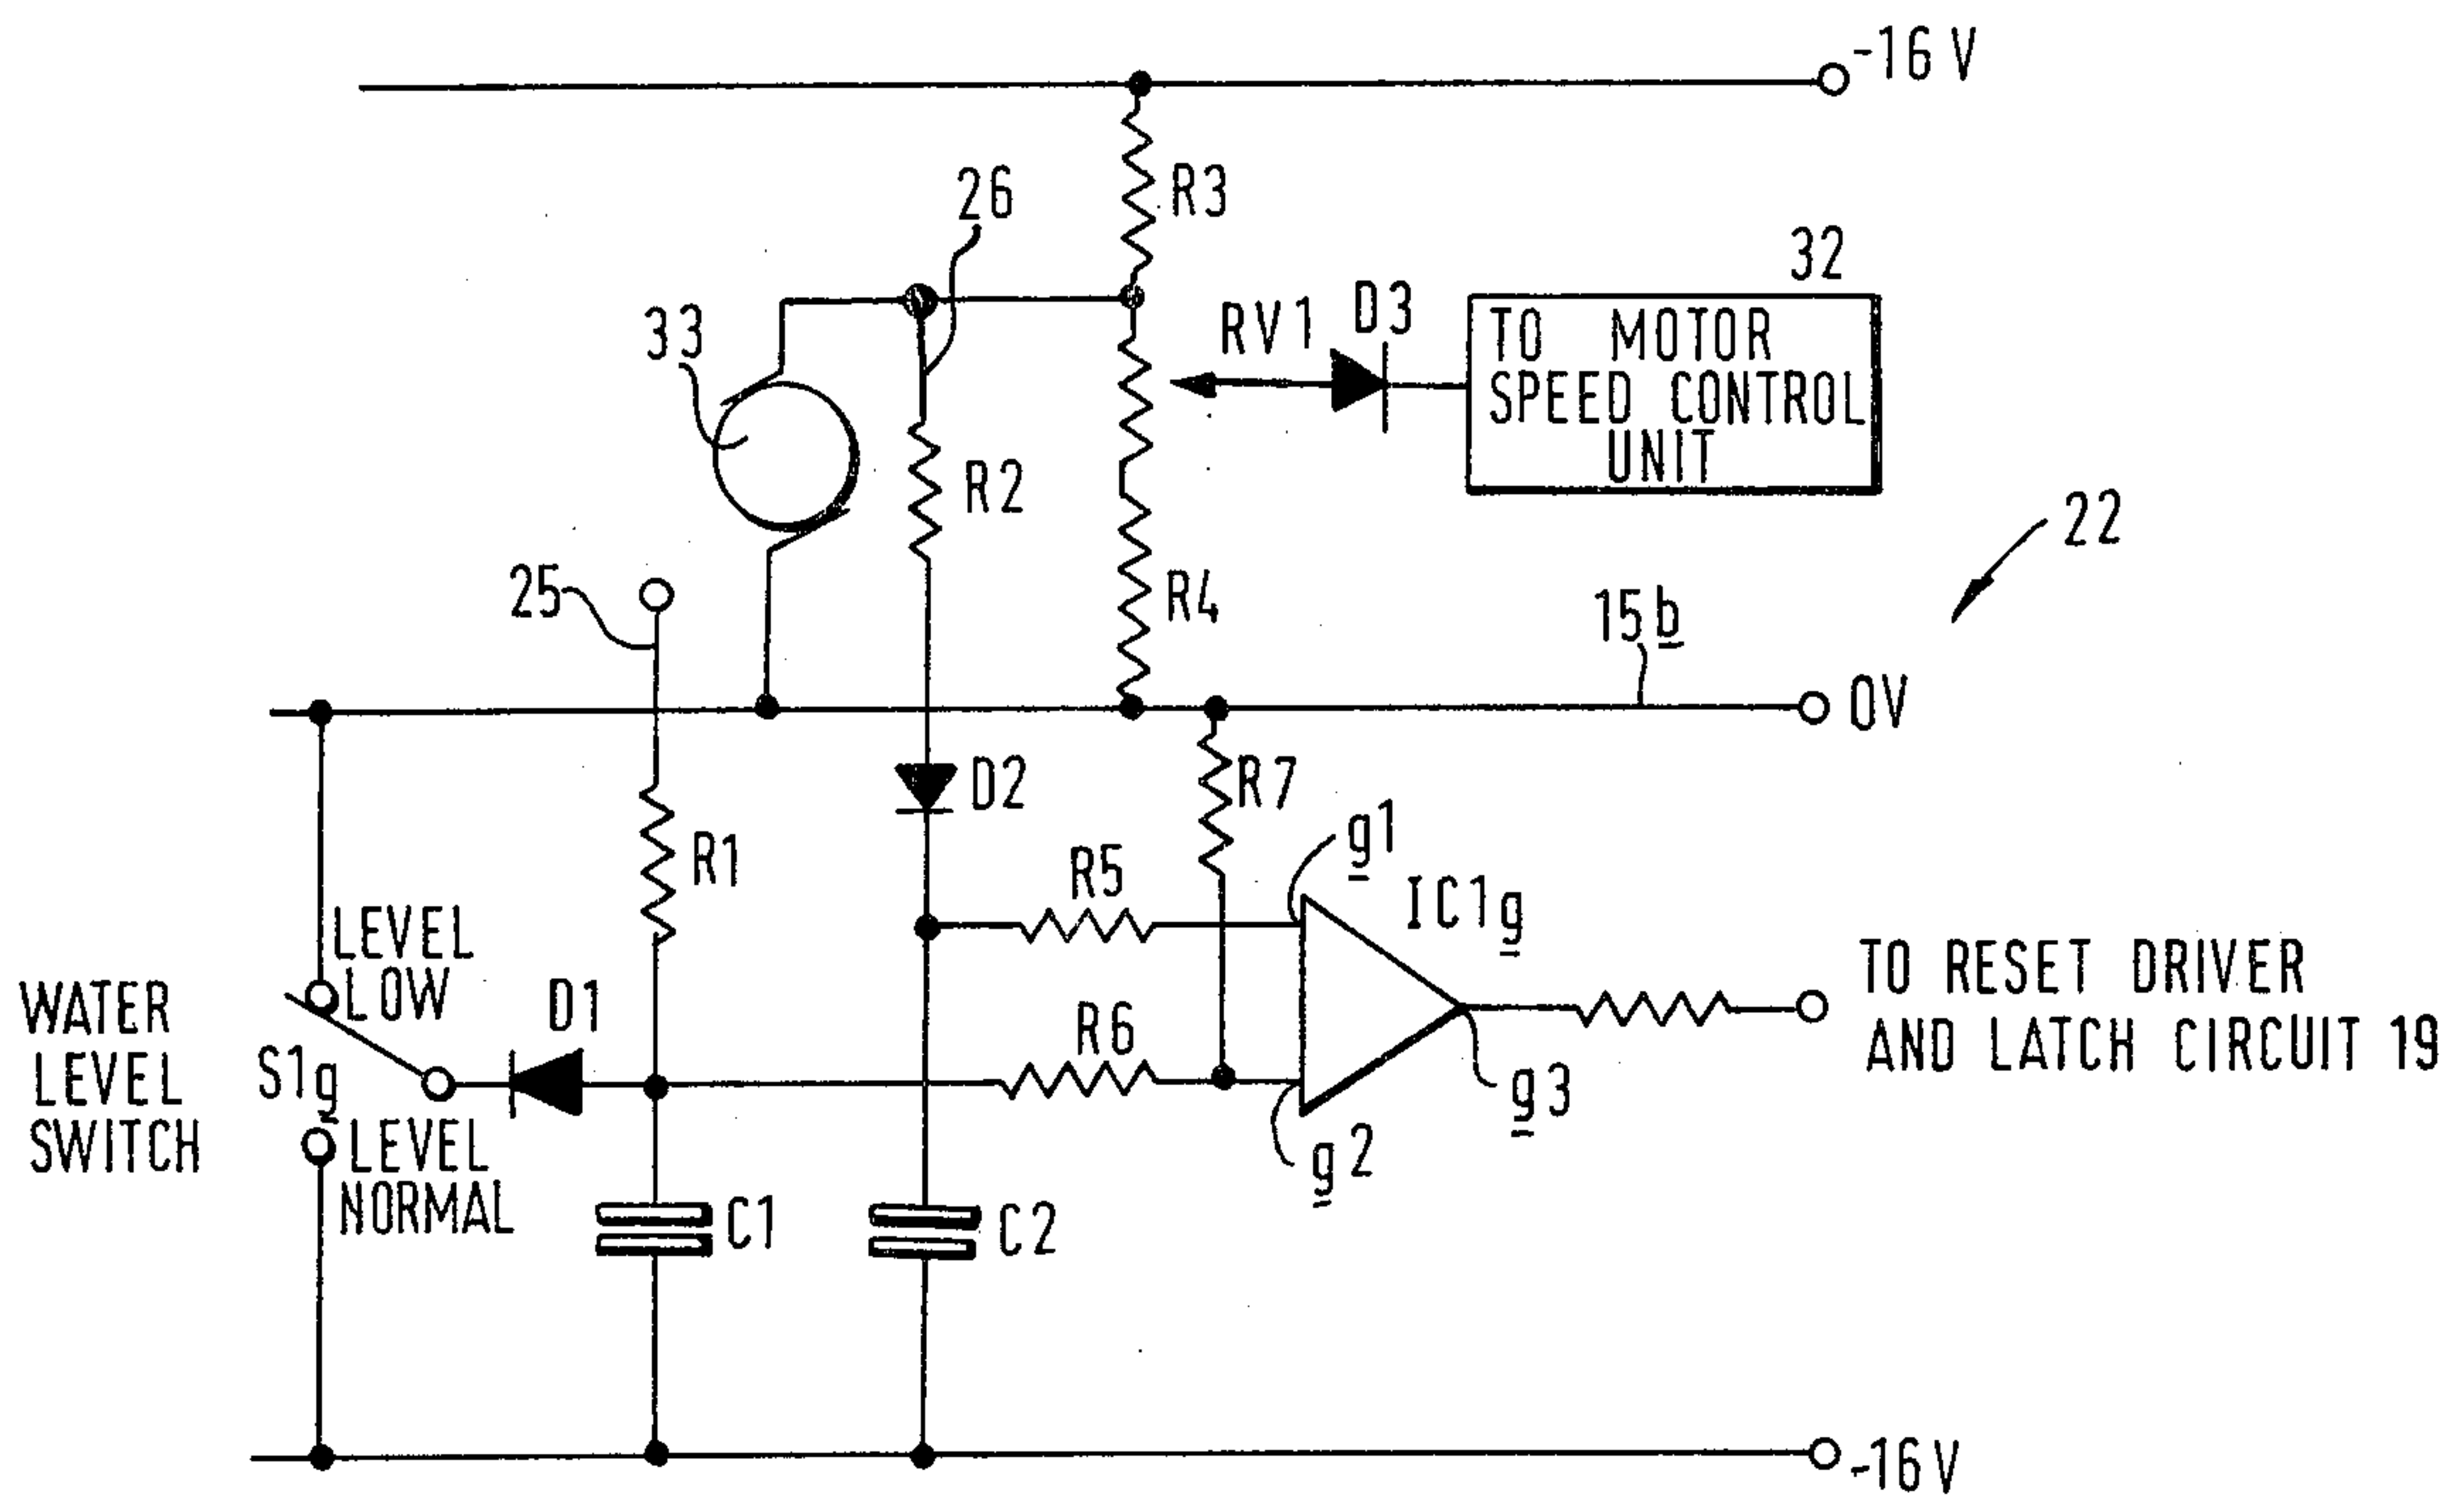 -16V
R3
26
32
33
RV1
D3
TO MOTOR
SPEED CONTROL
UNIT
R2
22
25
R4
15b
0V
D2
R7
g1
R1
R5
IC1g
LEVEL
LOW
D1
R6
TO RESET DRIVER
AND LATCH CIRCUIT 19
WATER
LEVEL
SWITCH
S1g
g3
g2
LEVEL
NORMAL
C1
C2
-16V